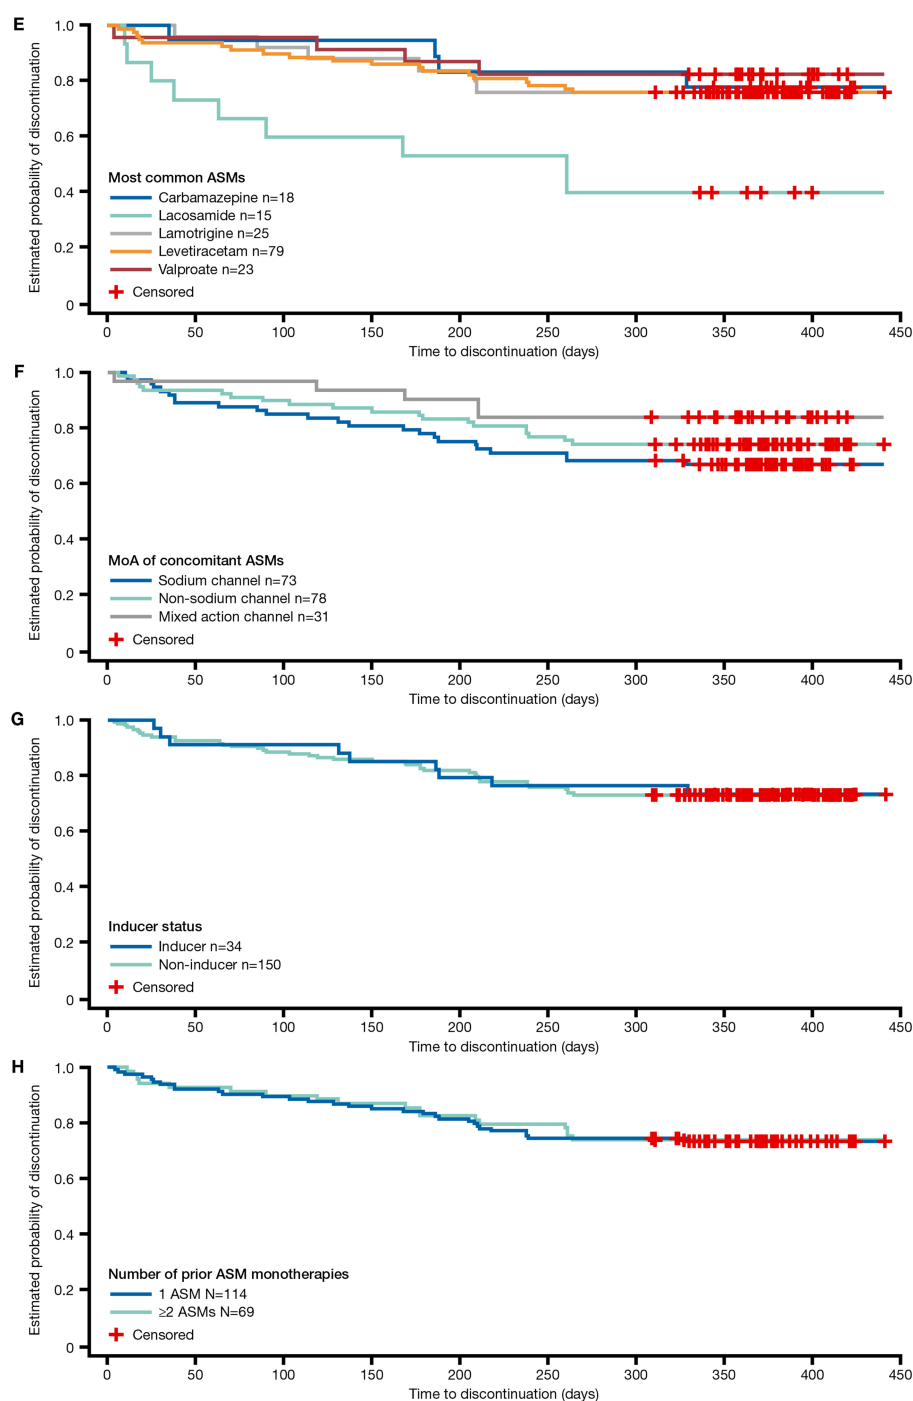 E
Estimated probability of discontinuation
1.0
0.8
0.6
0.4
0.2
0
Most common ASMs
Carbamazepine n=18
Lacosamide n=15
Lamotrigine n=25
Levetiracetam n=79
Valproate n=23
Censored
0 50 100 150 200 250 300 350 400 450
Time to discontinuation (days)
F
Estimated probability of discontinuation
1.0
0.8
0.6
0.4
0.2
0
MoA of concomitant ASMs
Sodium channel n=73
Non-sodium channel n=78
Mixed action channel n=31
Censored
0 50 100 150 200 250 300 350 400 450
Time to discontinuation (days)
G
Estimated probability of discontinuation
1.0
0.8
0.6
0.4
0.2
0
Inducer status
Inducer n=34
Non-inducer n=150
Censored
0 50 100 150 200 250 300 350 400 450
Time to discontinuation (days)
H
Estimated probability of discontinuation
1.0
0.8
0.6
0.4
0.2
0
Number of prior ASM monotherapies
1 ASM N=114
≥2 ASMs N=69
Censored
0 50 100 150 200 250 300 350 400 450
Time to discontinuation (days)